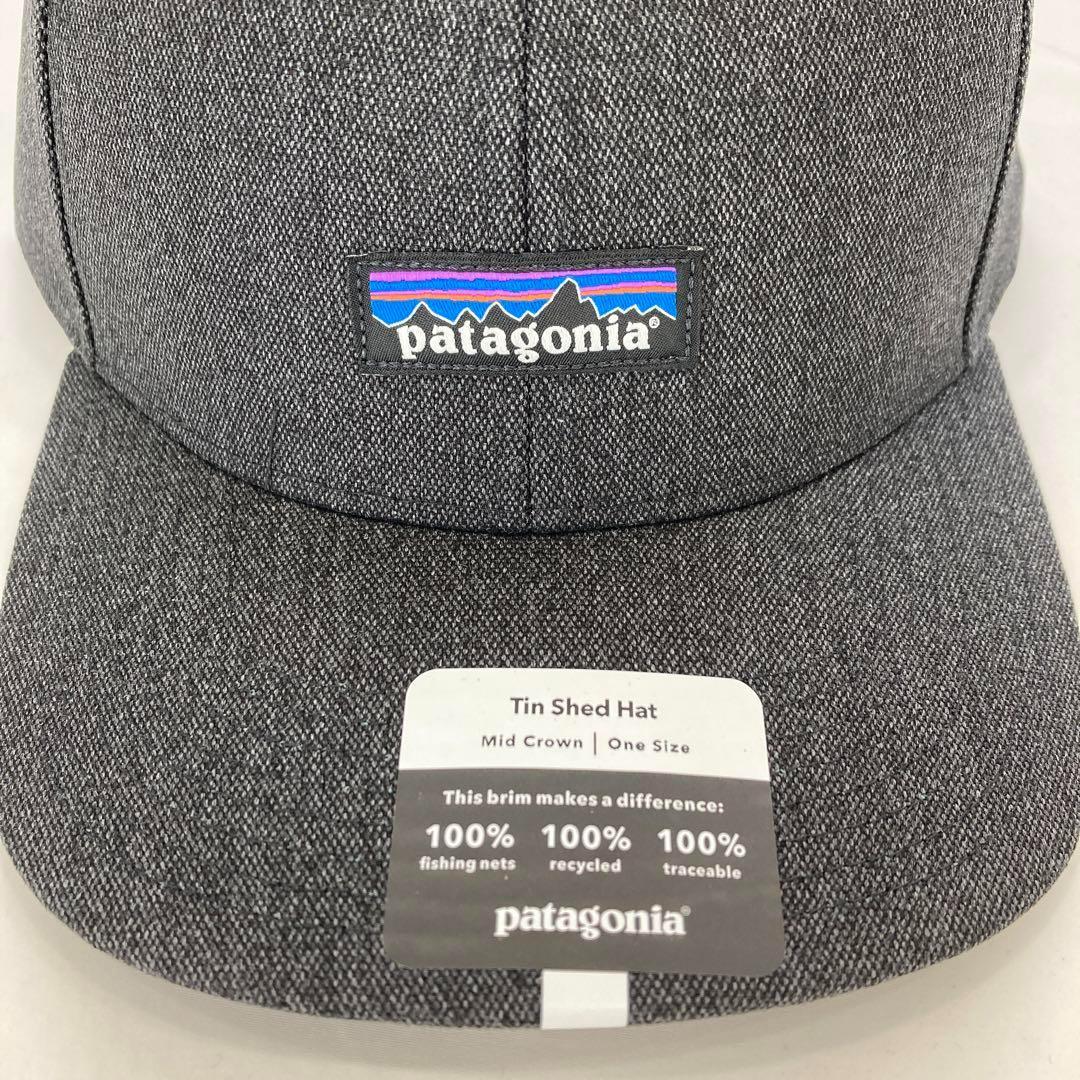 patagonia®
Tin Shed Hat
Mid Crown | One Size
This brim makes a difference:
100% 100% 100%
fishing nets recycled traceable
patagonia®